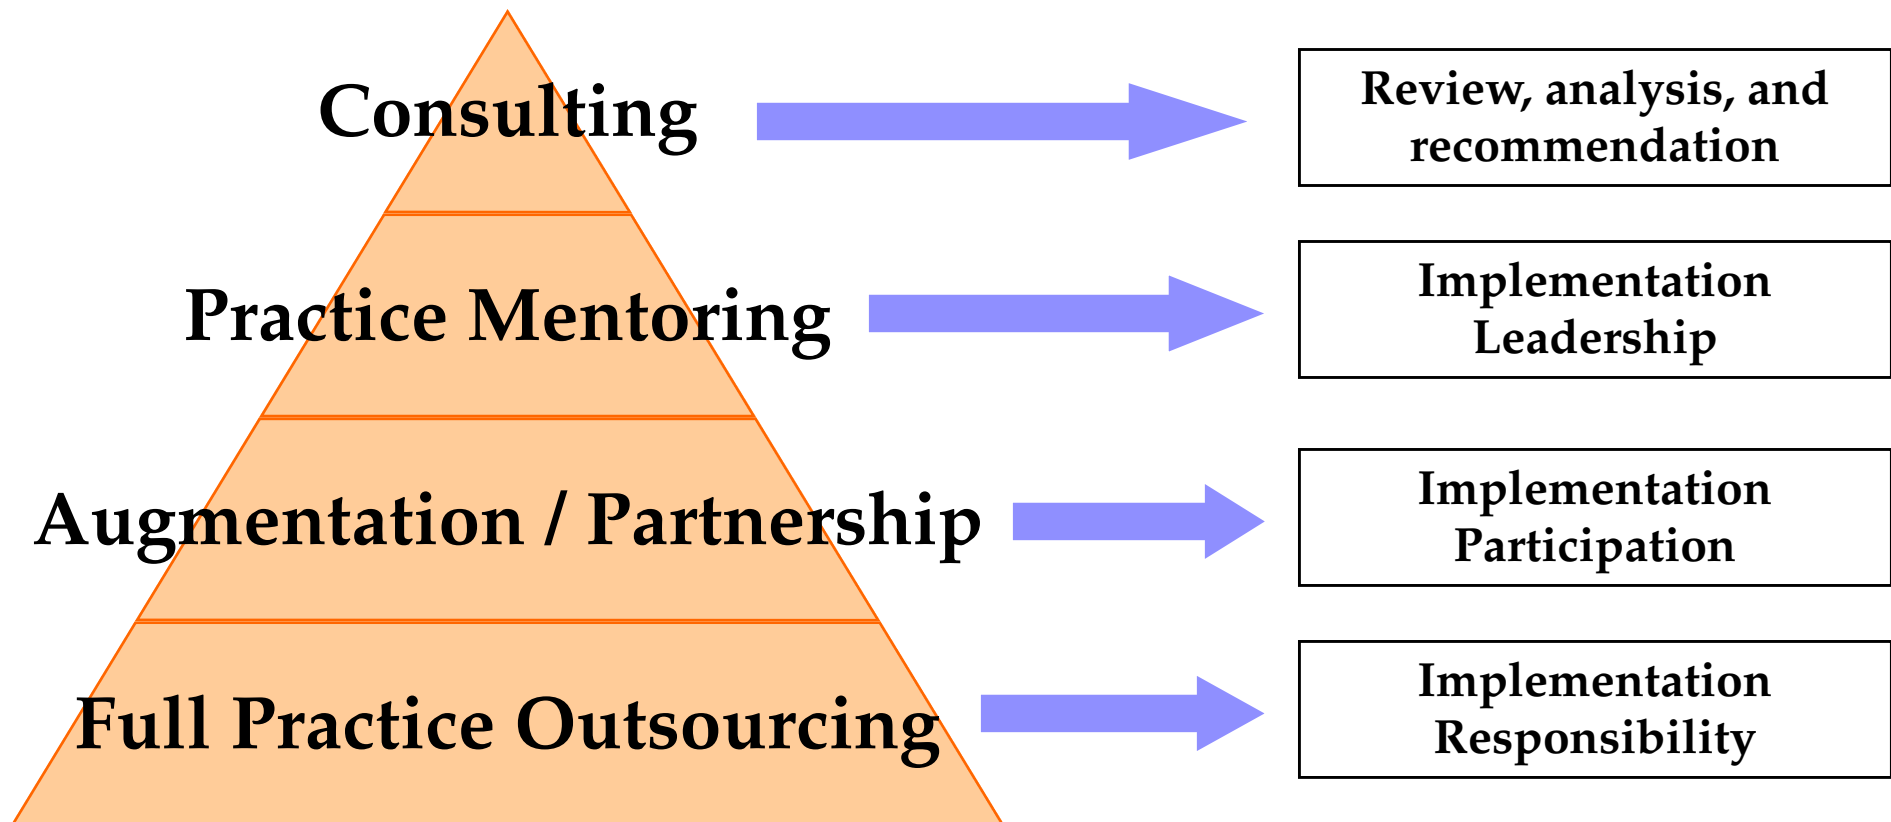 Consulting
Review, analysis, and
recommendation
Practice Mentoring
Implementation
Leadership
Augmentation / Partnership
Implementation
Participation
Full Practice Outsourcing
Implementation
Responsibility